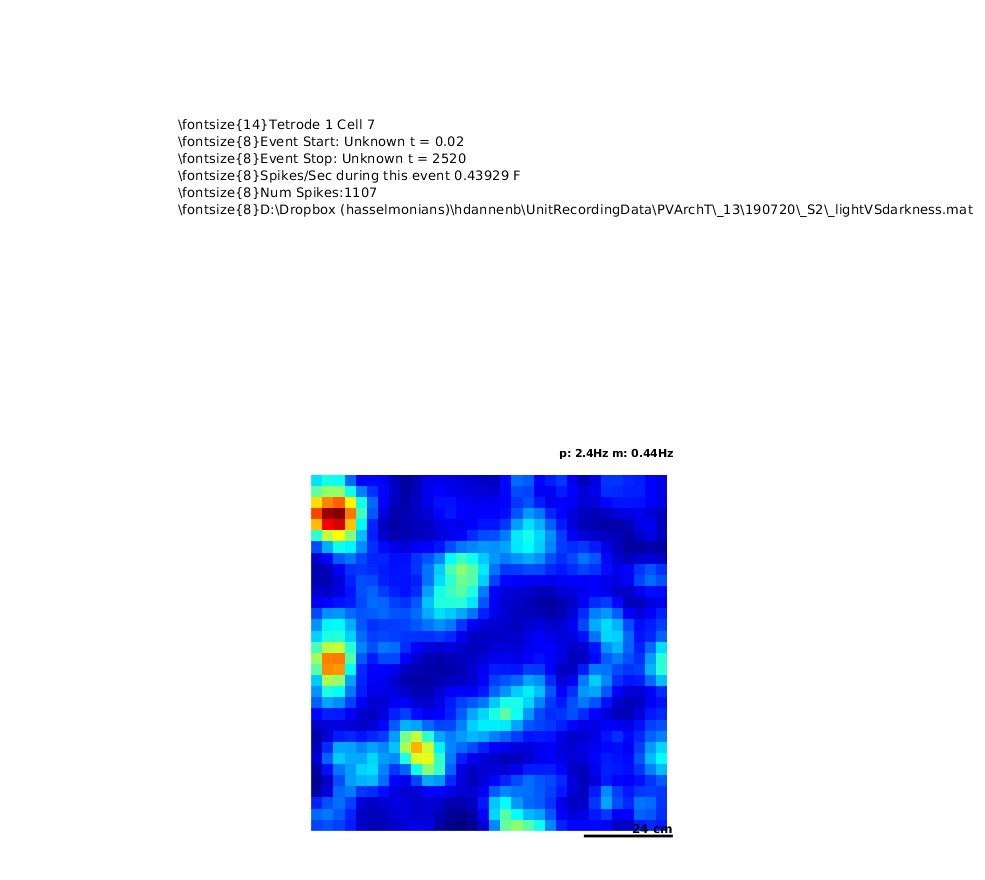 \fontsize{14}Tetrode 1 Cell 7
\fontsize{8}Event Start: Unknown t = 0.02
\fontsize{8}Event Stop: Unknown t = 2520
\fontsize{8}Spikes/Sec during this event 0.43929 F
\fontsize{8}Num Spikes:1107
\fontsize{8}D:\Dropbox (hasselmonians)\hdannenb\UnitRecordingData\PVArchT\_13\190720\_S2\_lightVSdarkness.mat
p: 2.4Hz m: 0.44Hz
24 cm